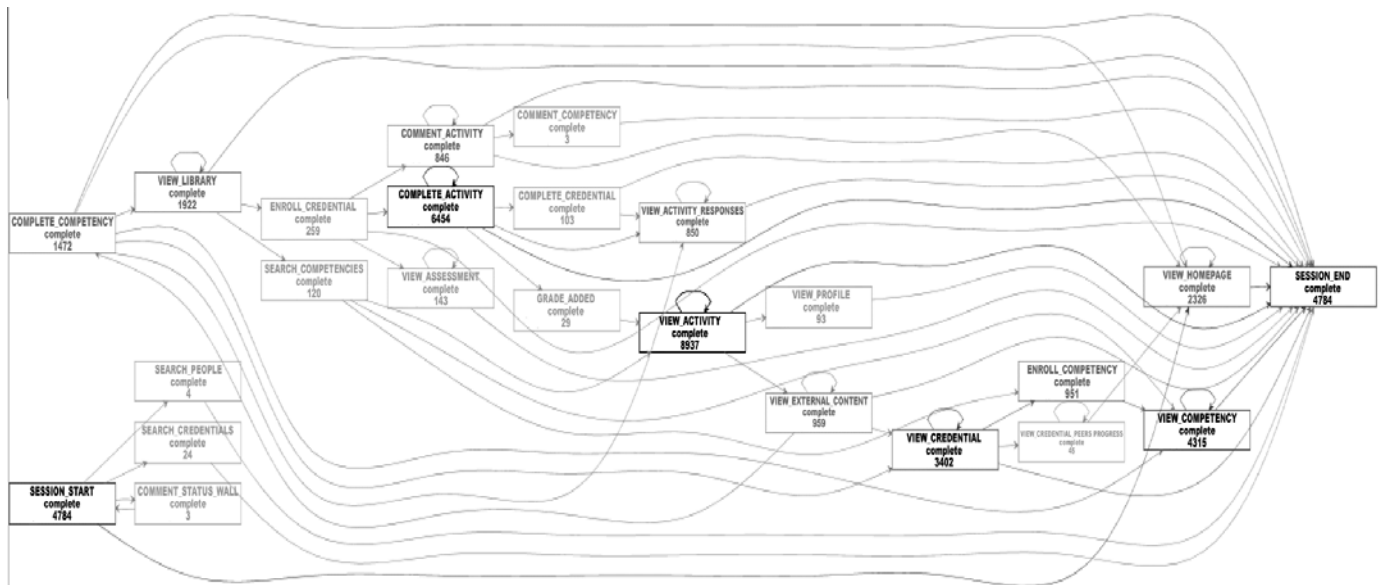 COMPLETE_COMPETENCY
complete
1472
VIEW_LIBRARY
complete
1922
ENROLL_CREDENTIAL
complete
259
SEARCH_COMPETENCIES
complete
120
COMMENT_ACTIVITY
complete
846
COMPLETE_ACTIVITY
complete
6454
VIEW_ASSESSMENT
complete
143
COMMENT_COMPETENCY
complete
3
COMPLETE_CREDENTIAL
complete
103
GRADE_ADDED
complete
29
VIEW_ACTIVITY_RESPONSES
complete
850
VIEW_ACTIVITY
complete
8937
VIEW_PROFILE
complete
93
VIEW_EXTERNAL_CONTENT
complete
959
VIEW_CREDENTIAL
complete
3402
ENROLL_COMPETENCY
complete
951
VIEW_CREDENTIAL_PEERS PROGRESS
complete
VIEW_HOMEPAGE
complete
2326
VIEW_COMPETENCY
complete
4315
SESSION_END
complete
4784
SEARCH_PEOPLE
complete
4
SEARCH_CREDENTIALS
complete
24
SESSION_START
complete
4784
COMMENT_STATUS_WALL
complete
3